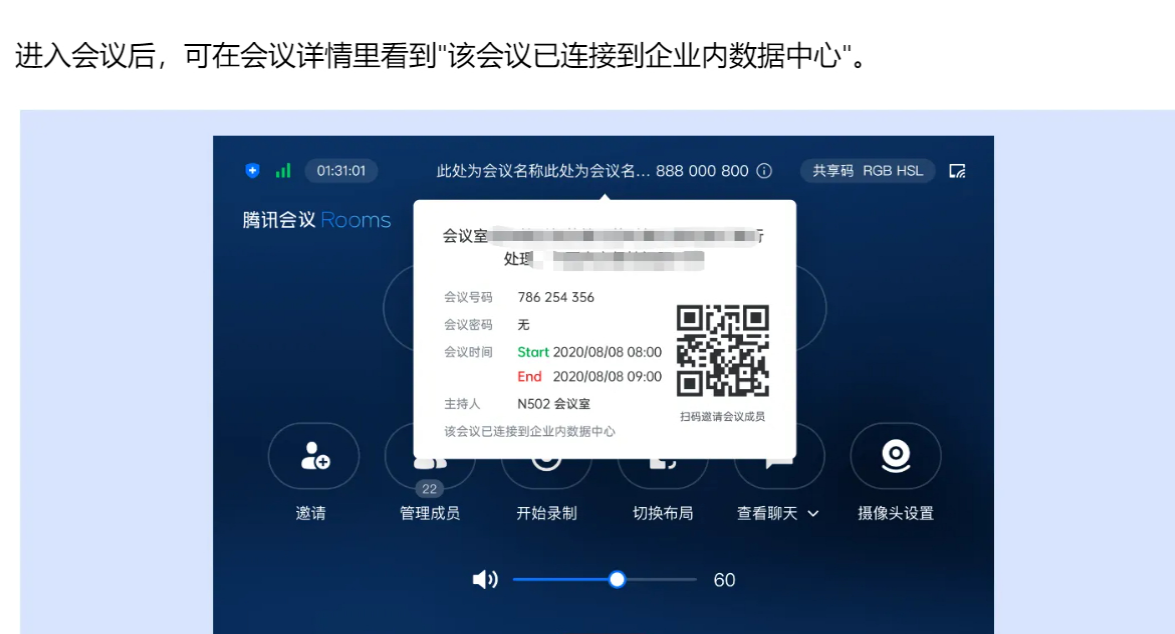 进入会议后，可在会议详情里看到"该会议已连接到企业内数据中心"。
01:31:01
此处为会议名称此处为会议名... 888 000 800
共享码 RGB HSL
腾讯会议 Rooms
会议室
处理
会议号码 786 254 356
会议密码 无
会议时间 Start 2020/08/08 08:00
End 2020/08/08 09:00
主持人 N502 会议室
扫码邀请会议成员
该会议已连接到企业内数据中心
22
邀请 管理成员 开始录制 切换布局 查看聊天 摄像头设置
60